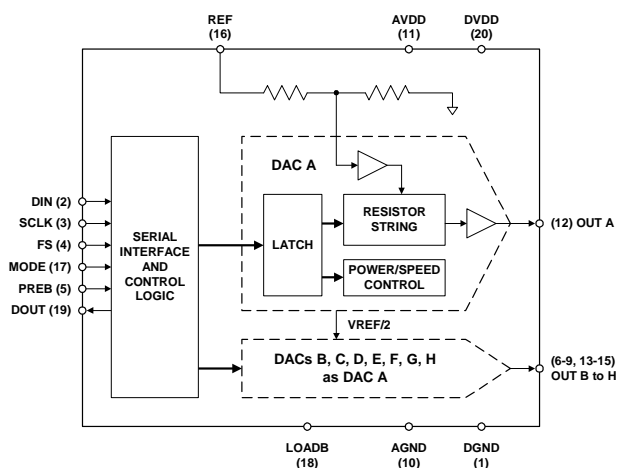 REF
(16)
AVDD
(11)
DVDD
(20)
DAC A
DIN (2)
SCLK (3)
FS (4)
MODE (17)
PREB (5)
DOUT (19)
SERIAL
INTERFACE
AND
CONTROL
LOGIC
LATCH
RESISTOR
STRING
POWER/SPEED
CONTROL
(12) OUT A
VREF/2
DACs B, C, D, E, F, G, H
as DAC A
(6-9, 13-15)
OUT B to H
LOADB
(18)
AGND
(10)
DGND
(1)